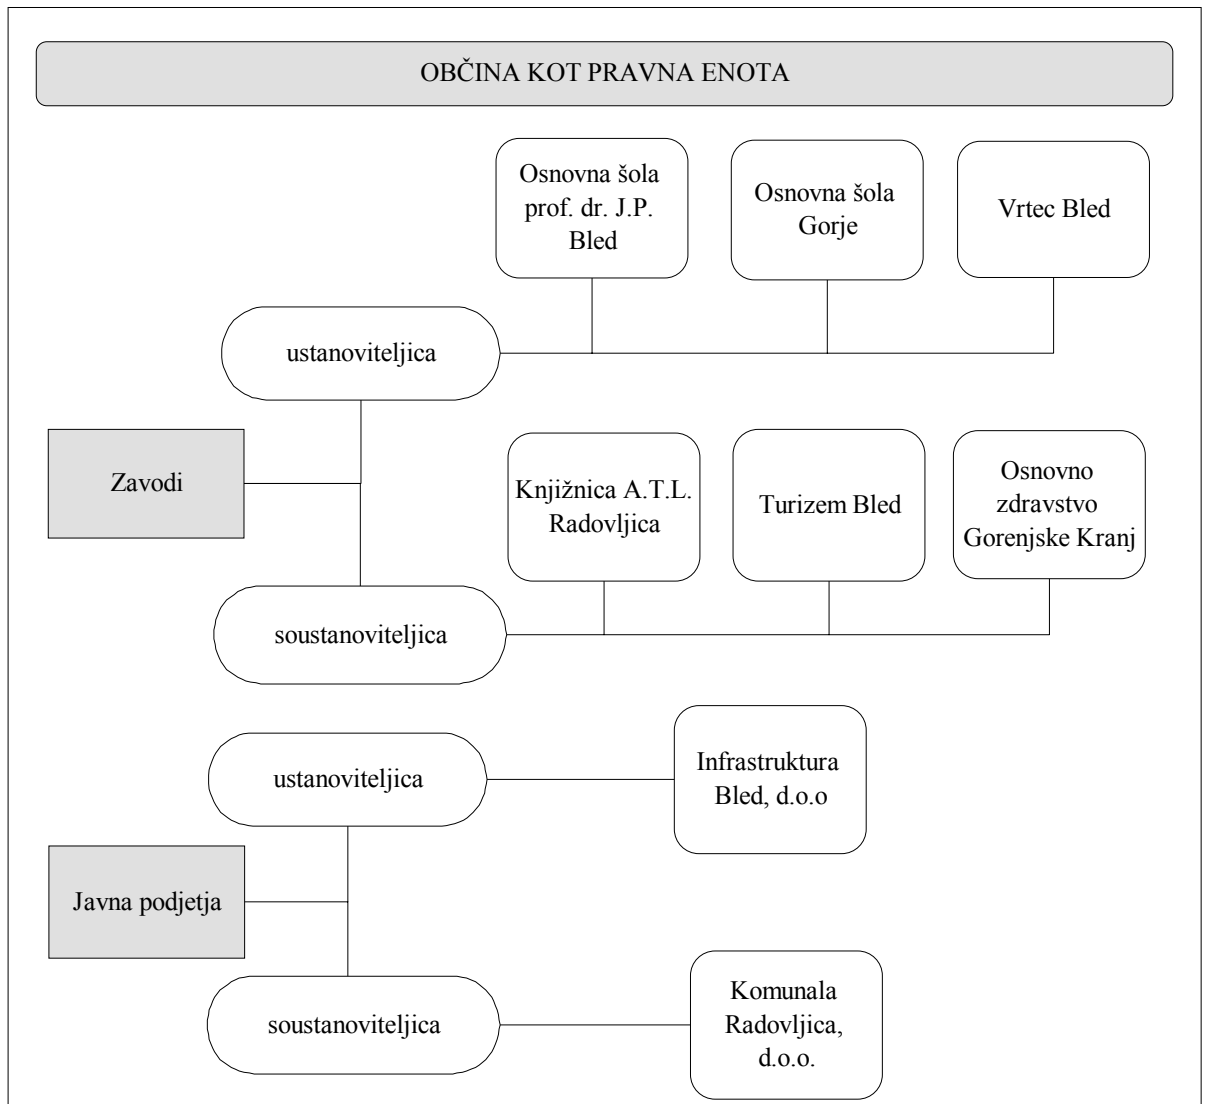 OBČINA KOT PRAVNA ENOTA
Osnovna šola
prof. dr. J.P.
Bled
Osnovna šola
Gorje
Vrtec Bled
ustanoviteljica
Zavodi
Knjižnica A.T.L.
Radovljica
Turizem Bled
Osnovno
zdravstvo
Gorenjske Kranj
soustanoviteljica
ustanoviteljica
Infrastruktura
Bled, d.o.o
Javna podjetja
soustanoviteljica
Komunala
Radovljica,
d.o.o.